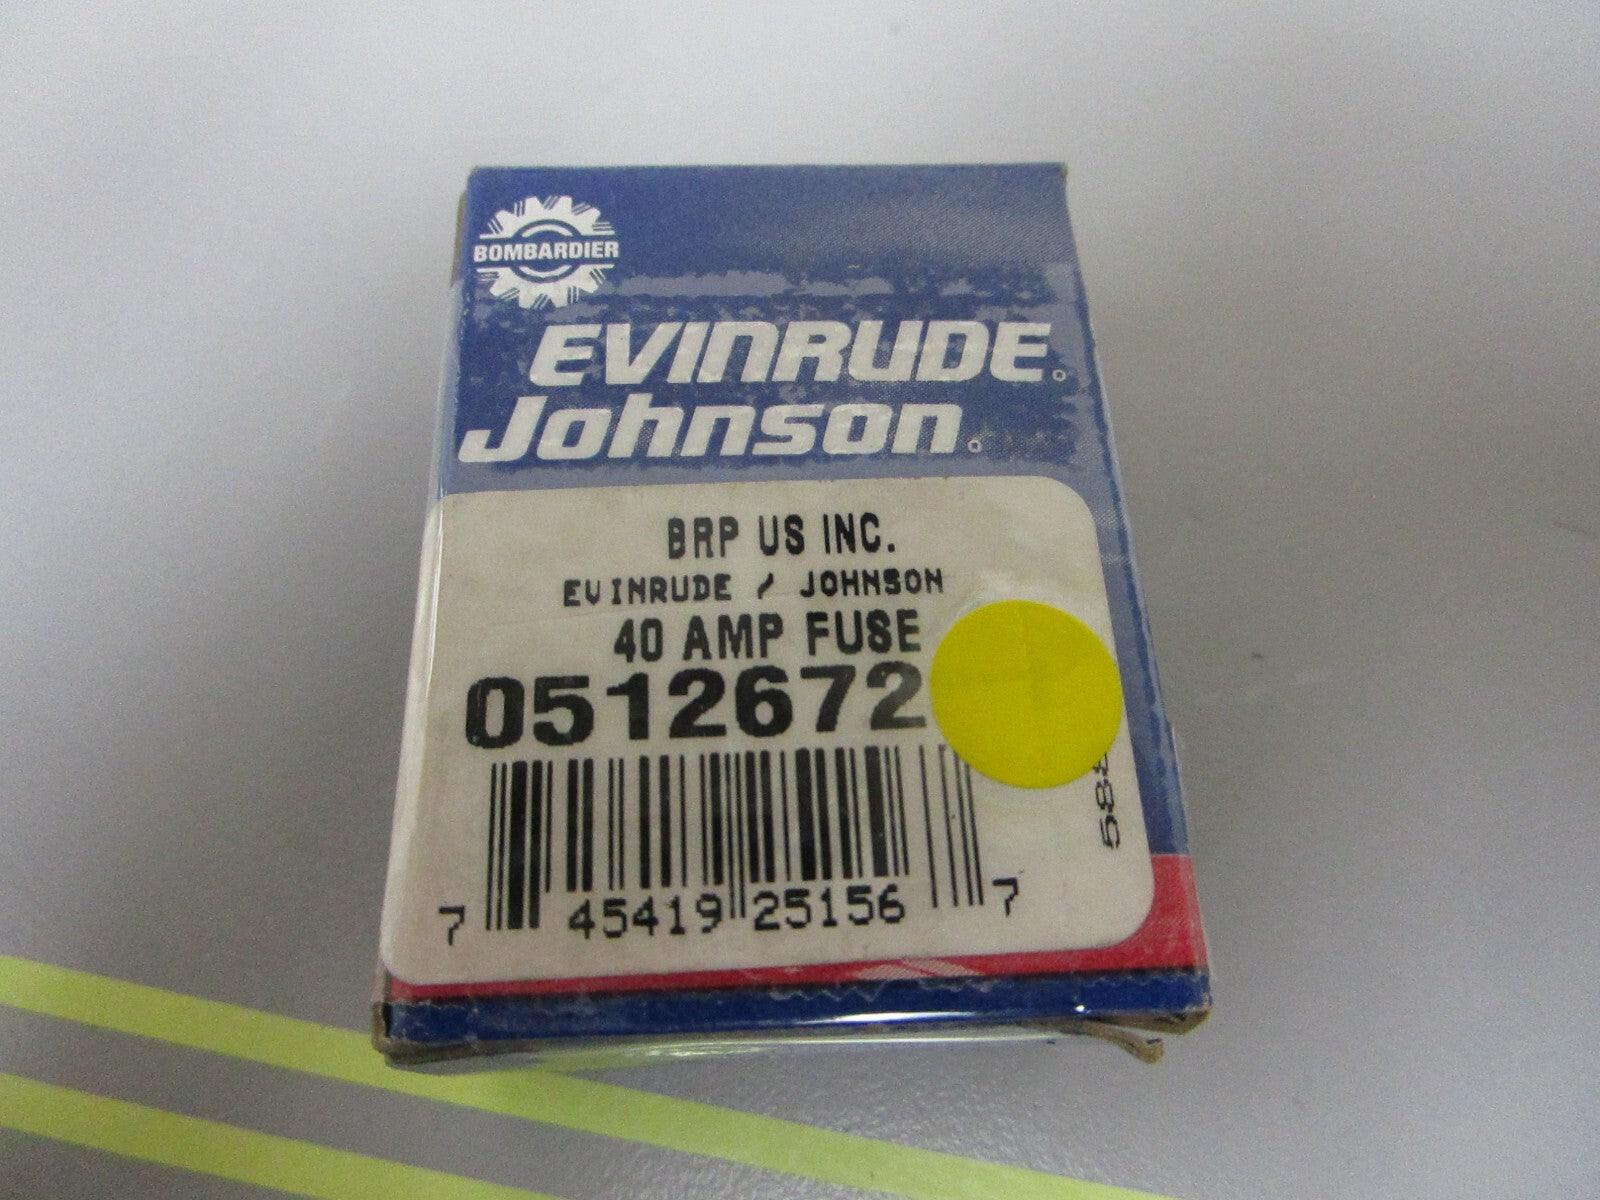 BOMBARDIER
EVINRUDE
Johnson
BRP US INC.
EVINRUDE / JOHNSON
40 AMP FUSE
0512672
7 45419 25156 7